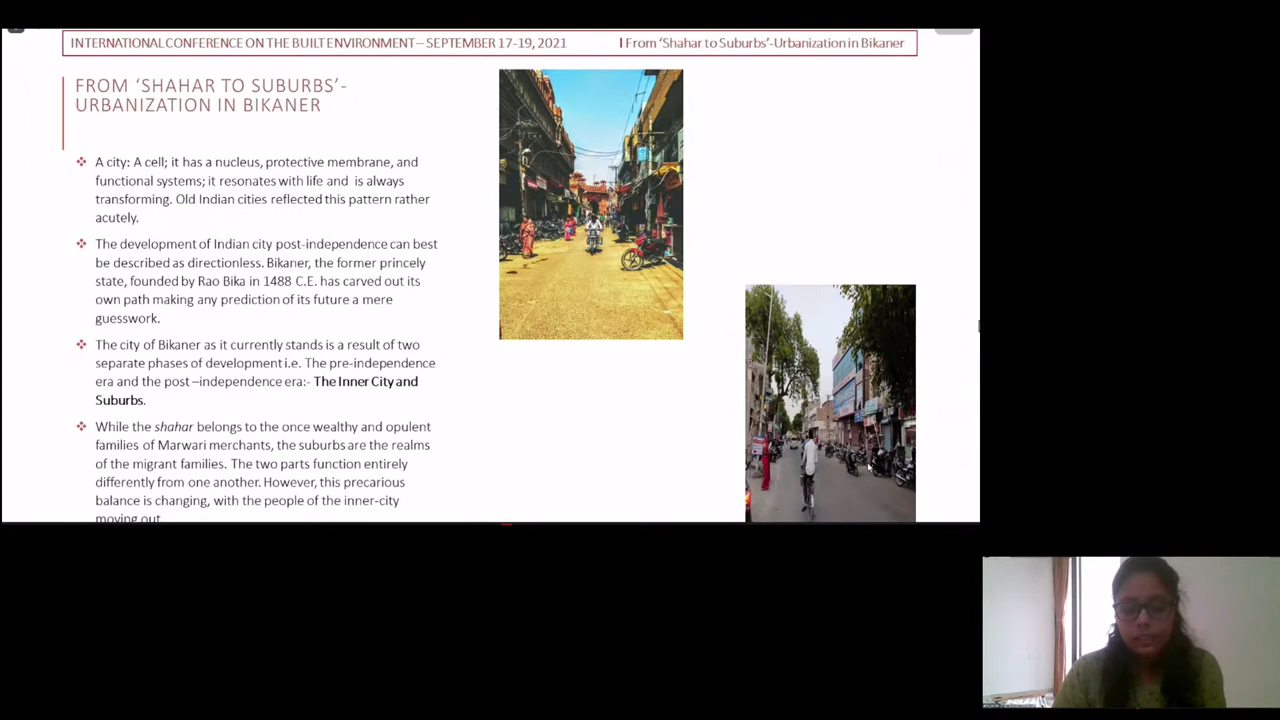 INTERNATIONAL CONFERENCE ON THE BUILT ENVIRONMENT – SEPTEMBER 17-19, 2021
I From ‘Shahar to Suburbs’-Urbanization in Bikaner
FROM ‘SHAHAR TO SUBURBS’-
URBANIZATION IN BIKANER
❖ A city: A cell; it has a nucleus, protective membrane, and
functional systems; it resonates with life and is always
transforming. Old Indian cities reflected this pattern rather
acutely.
❖ The development of Indian city post-independence can best
be described as directionless. Bikaner, the former princely
state, founded by Rao Bika in 1488 C.E. has carved out its
own path making any prediction of its future a mere
guesswork.
❖ The city of Bikaner as it currently stands is a result of two
separate phases of development i.e. The pre-independence
era and the post –independence era:- The Inner City and
Suburbs.
❖ While the shahar belongs to the once wealthy and opulent
families of Marwari merchants, the suburbs are the realms
of the migrant families. The two parts function entirely
differently from one another. However, this precarious
balance is changing, with the people of the inner-city
moving out